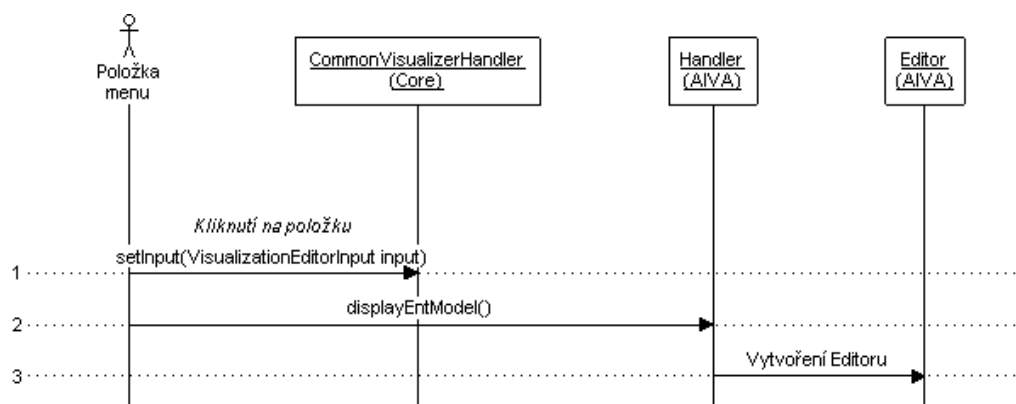 Položka
menu
CommonVisualizerHandler
(Core)
Handler
(AIVA)
Editor
(AIVA)
Kliknutí na položku
setInput(VisualizationEditorInput input)
1
displayEntModel()
2
Vytvoření Editoru
3